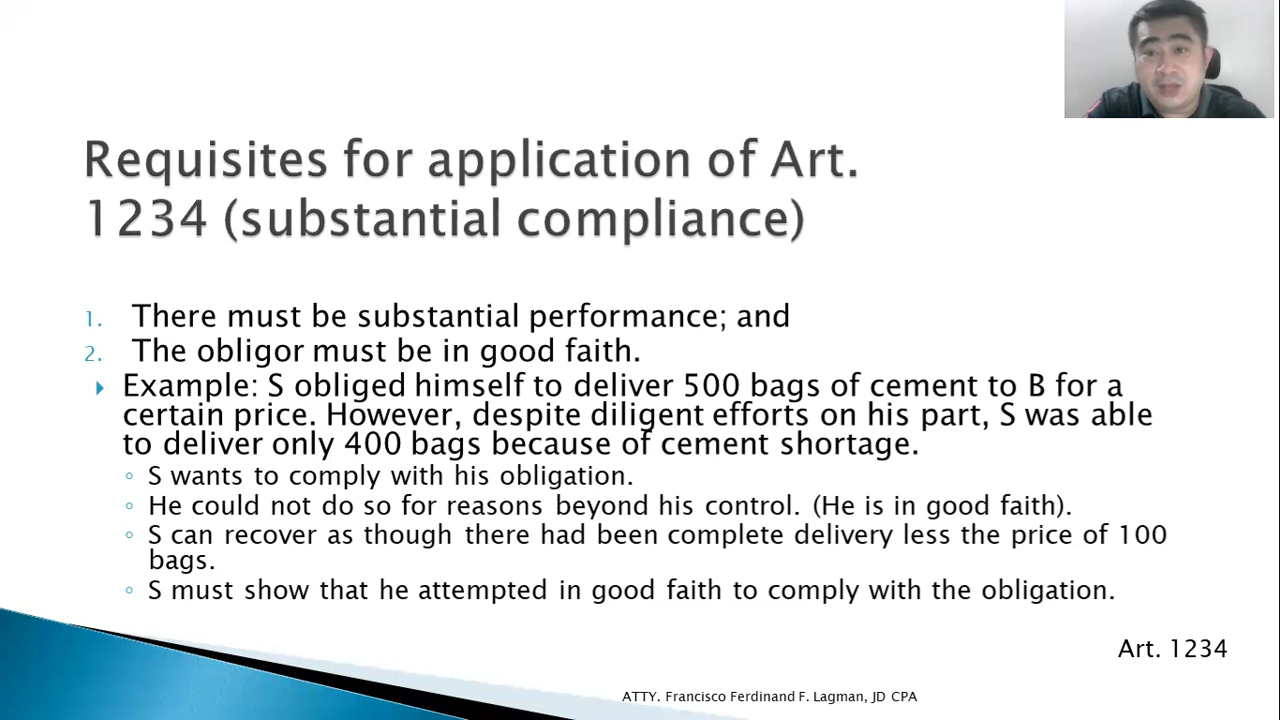 Requisites for application of Art.
1234 (substantial compliance)
1. There must be substantial performance; and
2. The obligor must be in good faith.
Example: S obliged himself to deliver 500 bags of cement to B for a
certain price. However, despite diligent efforts on his part, S was able
to deliver only 400 bags because of cement shortage.
S wants to comply with his obligation.
He could not do so for reasons beyond his control. (He is in good faith).
S can recover as though there had been complete delivery less the price of 100
bags.
S must show that he attempted in good faith to comply with the obligation.
Art. 1234
ATTY. Francisco Ferdinand F. Lagman, JD CPA